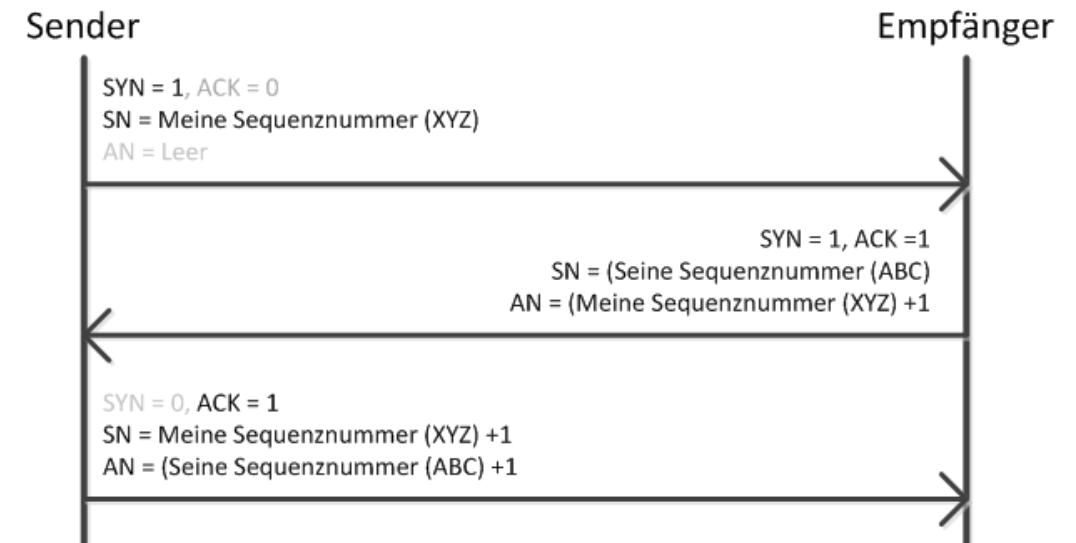 Sender
Empfänger
SYN = 1, ACK = 0
SN = Meine Sequenznummer (XYZ)
AN = Leer
SYN = 1, ACK =1
SN = (Seine Sequenznummer (ABC)
AN = (Meine Sequenznummer (XYZ) +1
SYN = 0, ACK = 1
SN = Meine Sequenznummer (XYZ) +1
AN = (Seine Sequenznummer (ABC) +1